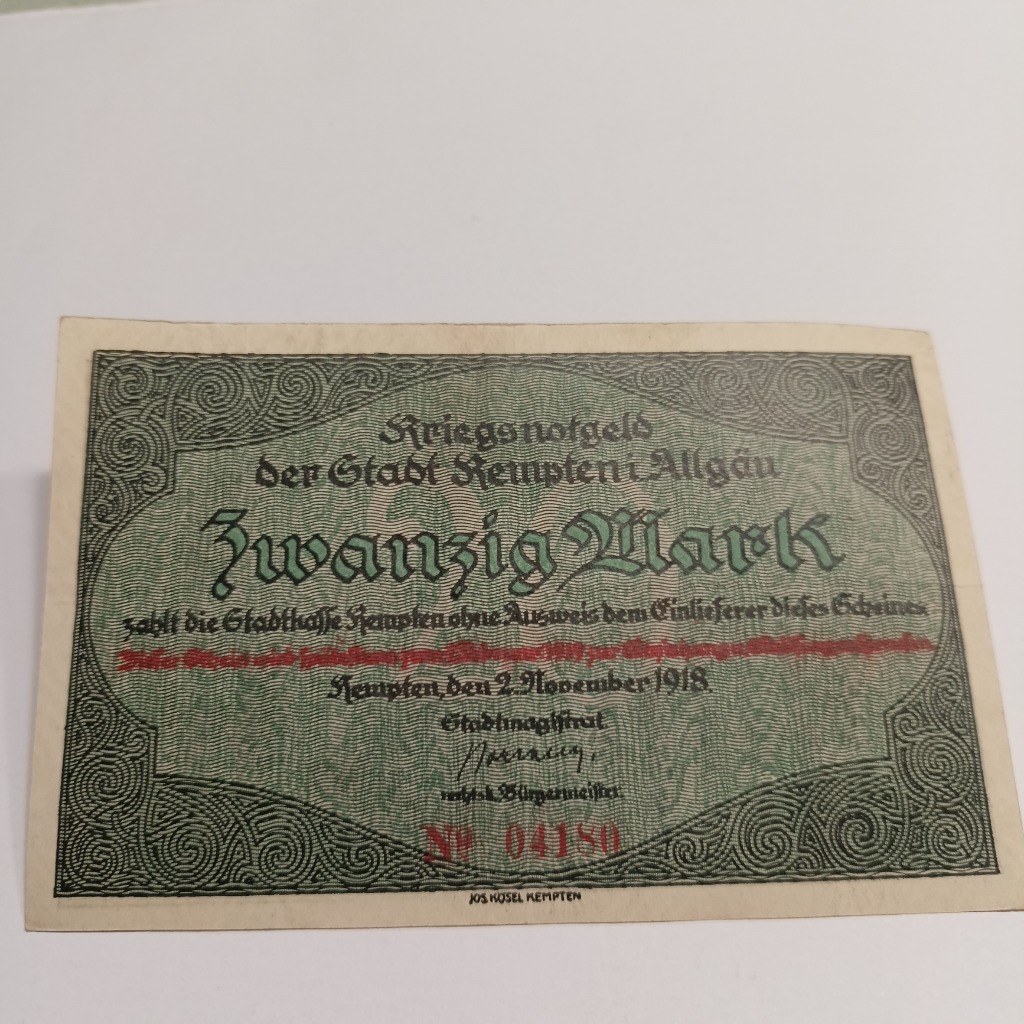 Kriegsnotgeld
der Stadt Kempten i Allgäu
Zwanzig Mark
zahlt die Stadtkasse Kempten ohne Ausweis dem Einlieferer dieses Scheines
Kempten, den 2. November 1918.
Stadtmagistrat.
rechtsk. Bürgermeister.
No 04180
JOS. KÖSEL KEMPTEN